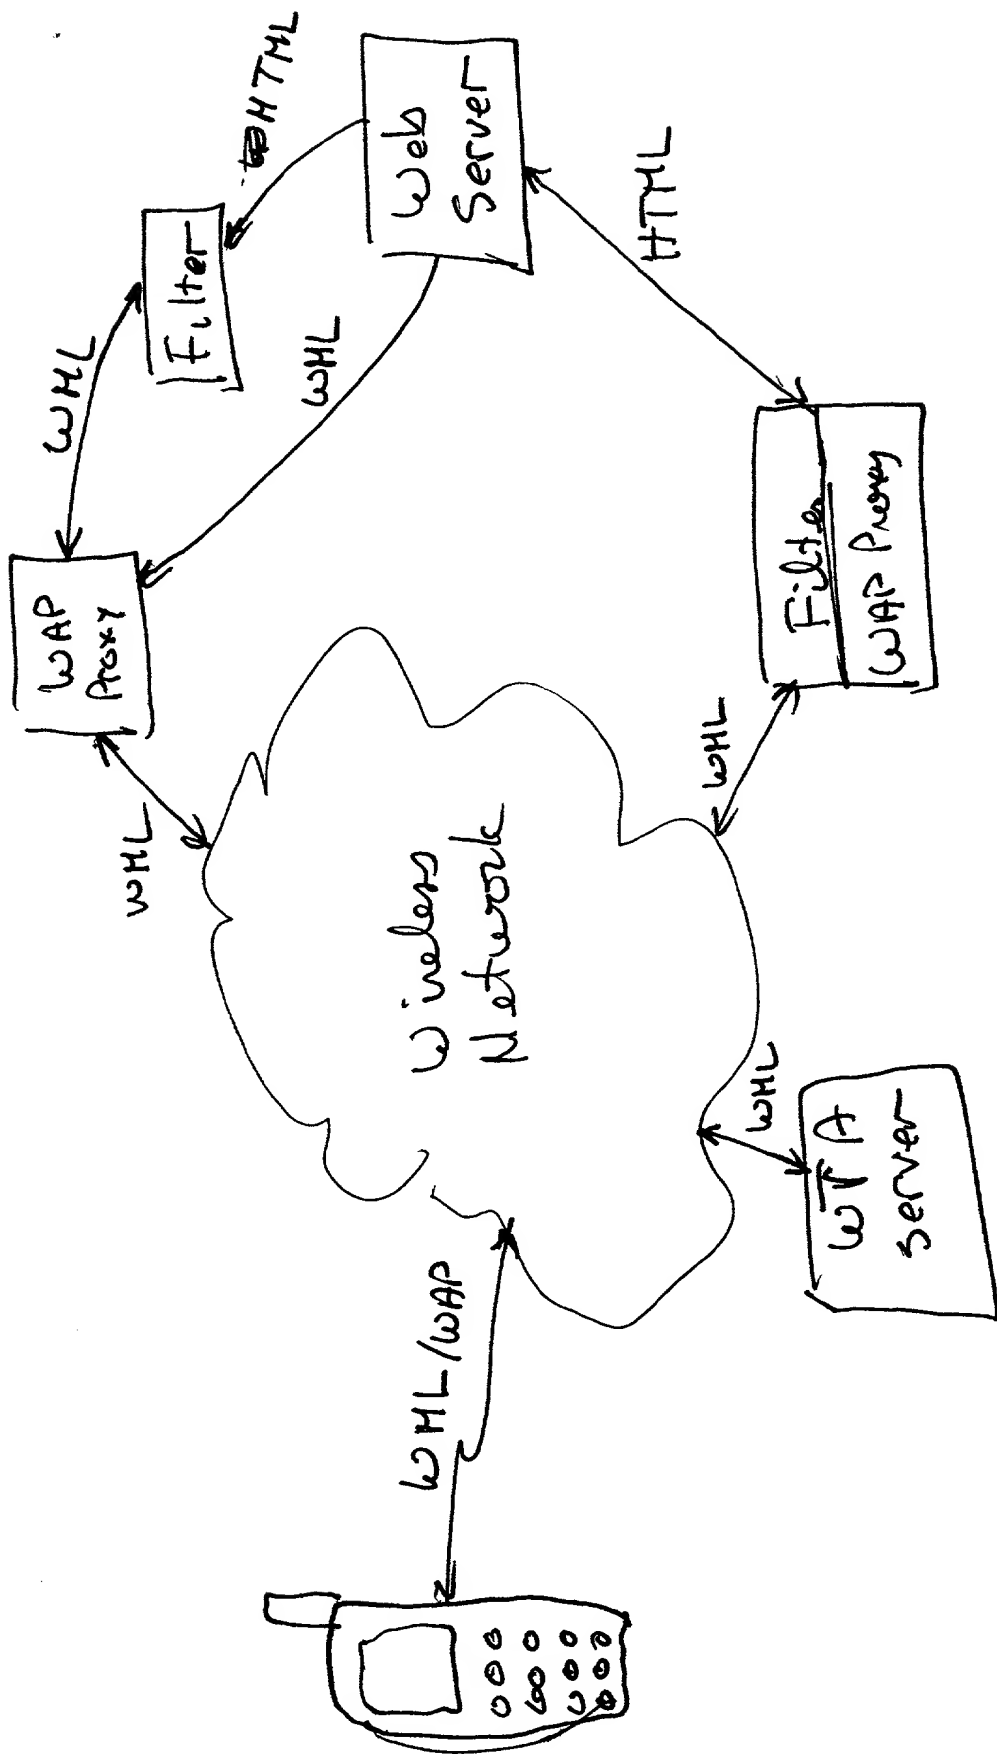 WAP
Proxy
WML
WML
Filter
HTML
WML
Web
Server
WML/WAP
Wireless
Network
HTML
WML
WML
Filter
WAP Proxy
WTA
Server